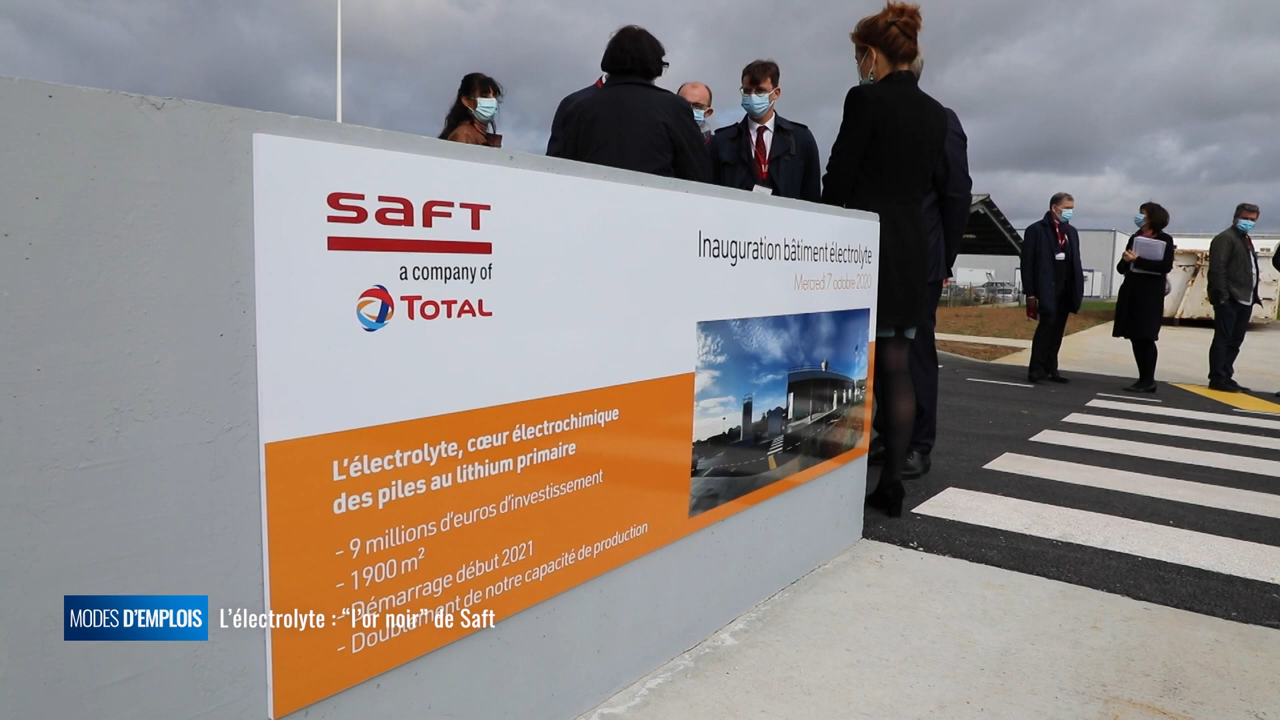 saft
a company of
TOTAL
Inauguration bâtiment électrolyte
Mercredi 7 octobre 2020
L'électrolyte, cœur électrochimique
des piles au lithium primaire
- 9 millions d'euros d'investissement
- 1900 m²
- Démarrage début 2021
- Doublement de notre capacité de production
MODES D'EMPLOIS
L'électrolyte : "l'or noir" de Saft